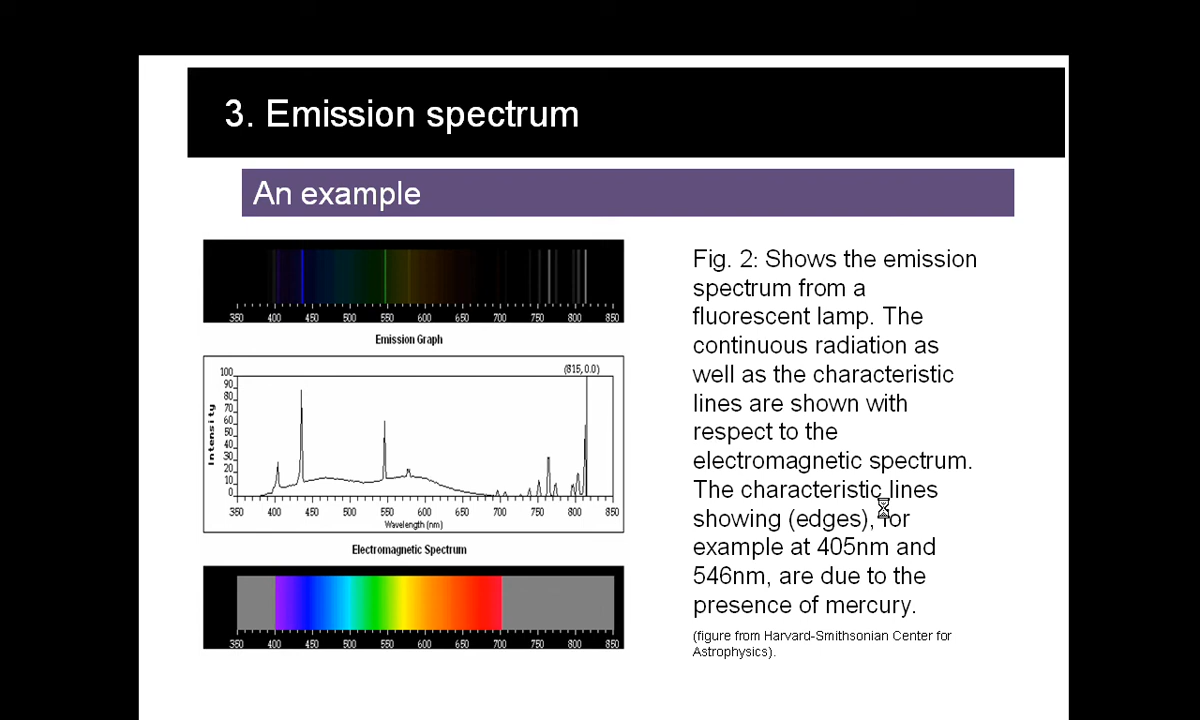 3. Emission spectrum
An example
350 400 450 500 550 600 650 700 750 800 850
Emission Graph
(815,0.0)
100
90
80
70
60
50
40
30
20
10
0
Intensity
350 400 450 500 550 600 650 700 750 800 850
Wavelength (nm)
Electromagnetic Spectrum
350 400 450 500 550 600 650 700 750 800 850
Fig. 2: Shows the emission
spectrum from a
fluorescent lamp. The
continuous radiation as
well as the characteristic
lines are shown with
respect to the
electromagnetic spectrum.
The characteristic lines
showing (edges), for
example at 405nm and
546nm, are due to the
presence of mercury.
(figure from Harvard-Smithsonian Center for
Astrophysics).